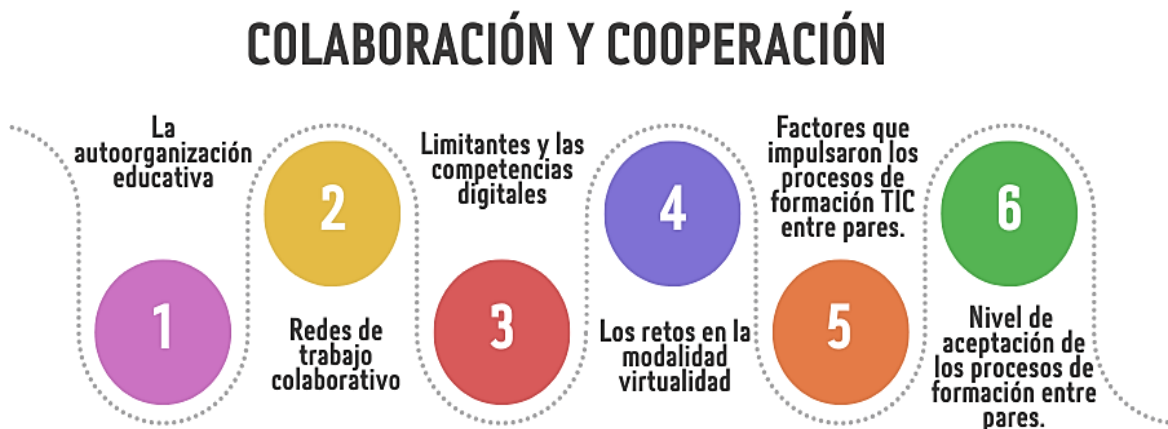 COLABORACIÓN Y COOPERACIÓN
La
autoorganización
educativa
1
2
Redes de
trabajo
colaborativo
Limitantes y las
competencias
digitales
3
4
Los retos en la
modalidad
virtualidad
Factores que
impulsaron los
procesos de
formación TIC
entre pares.
5
6
Nivel de
aceptación de
los procesos de
formación entre
pares.